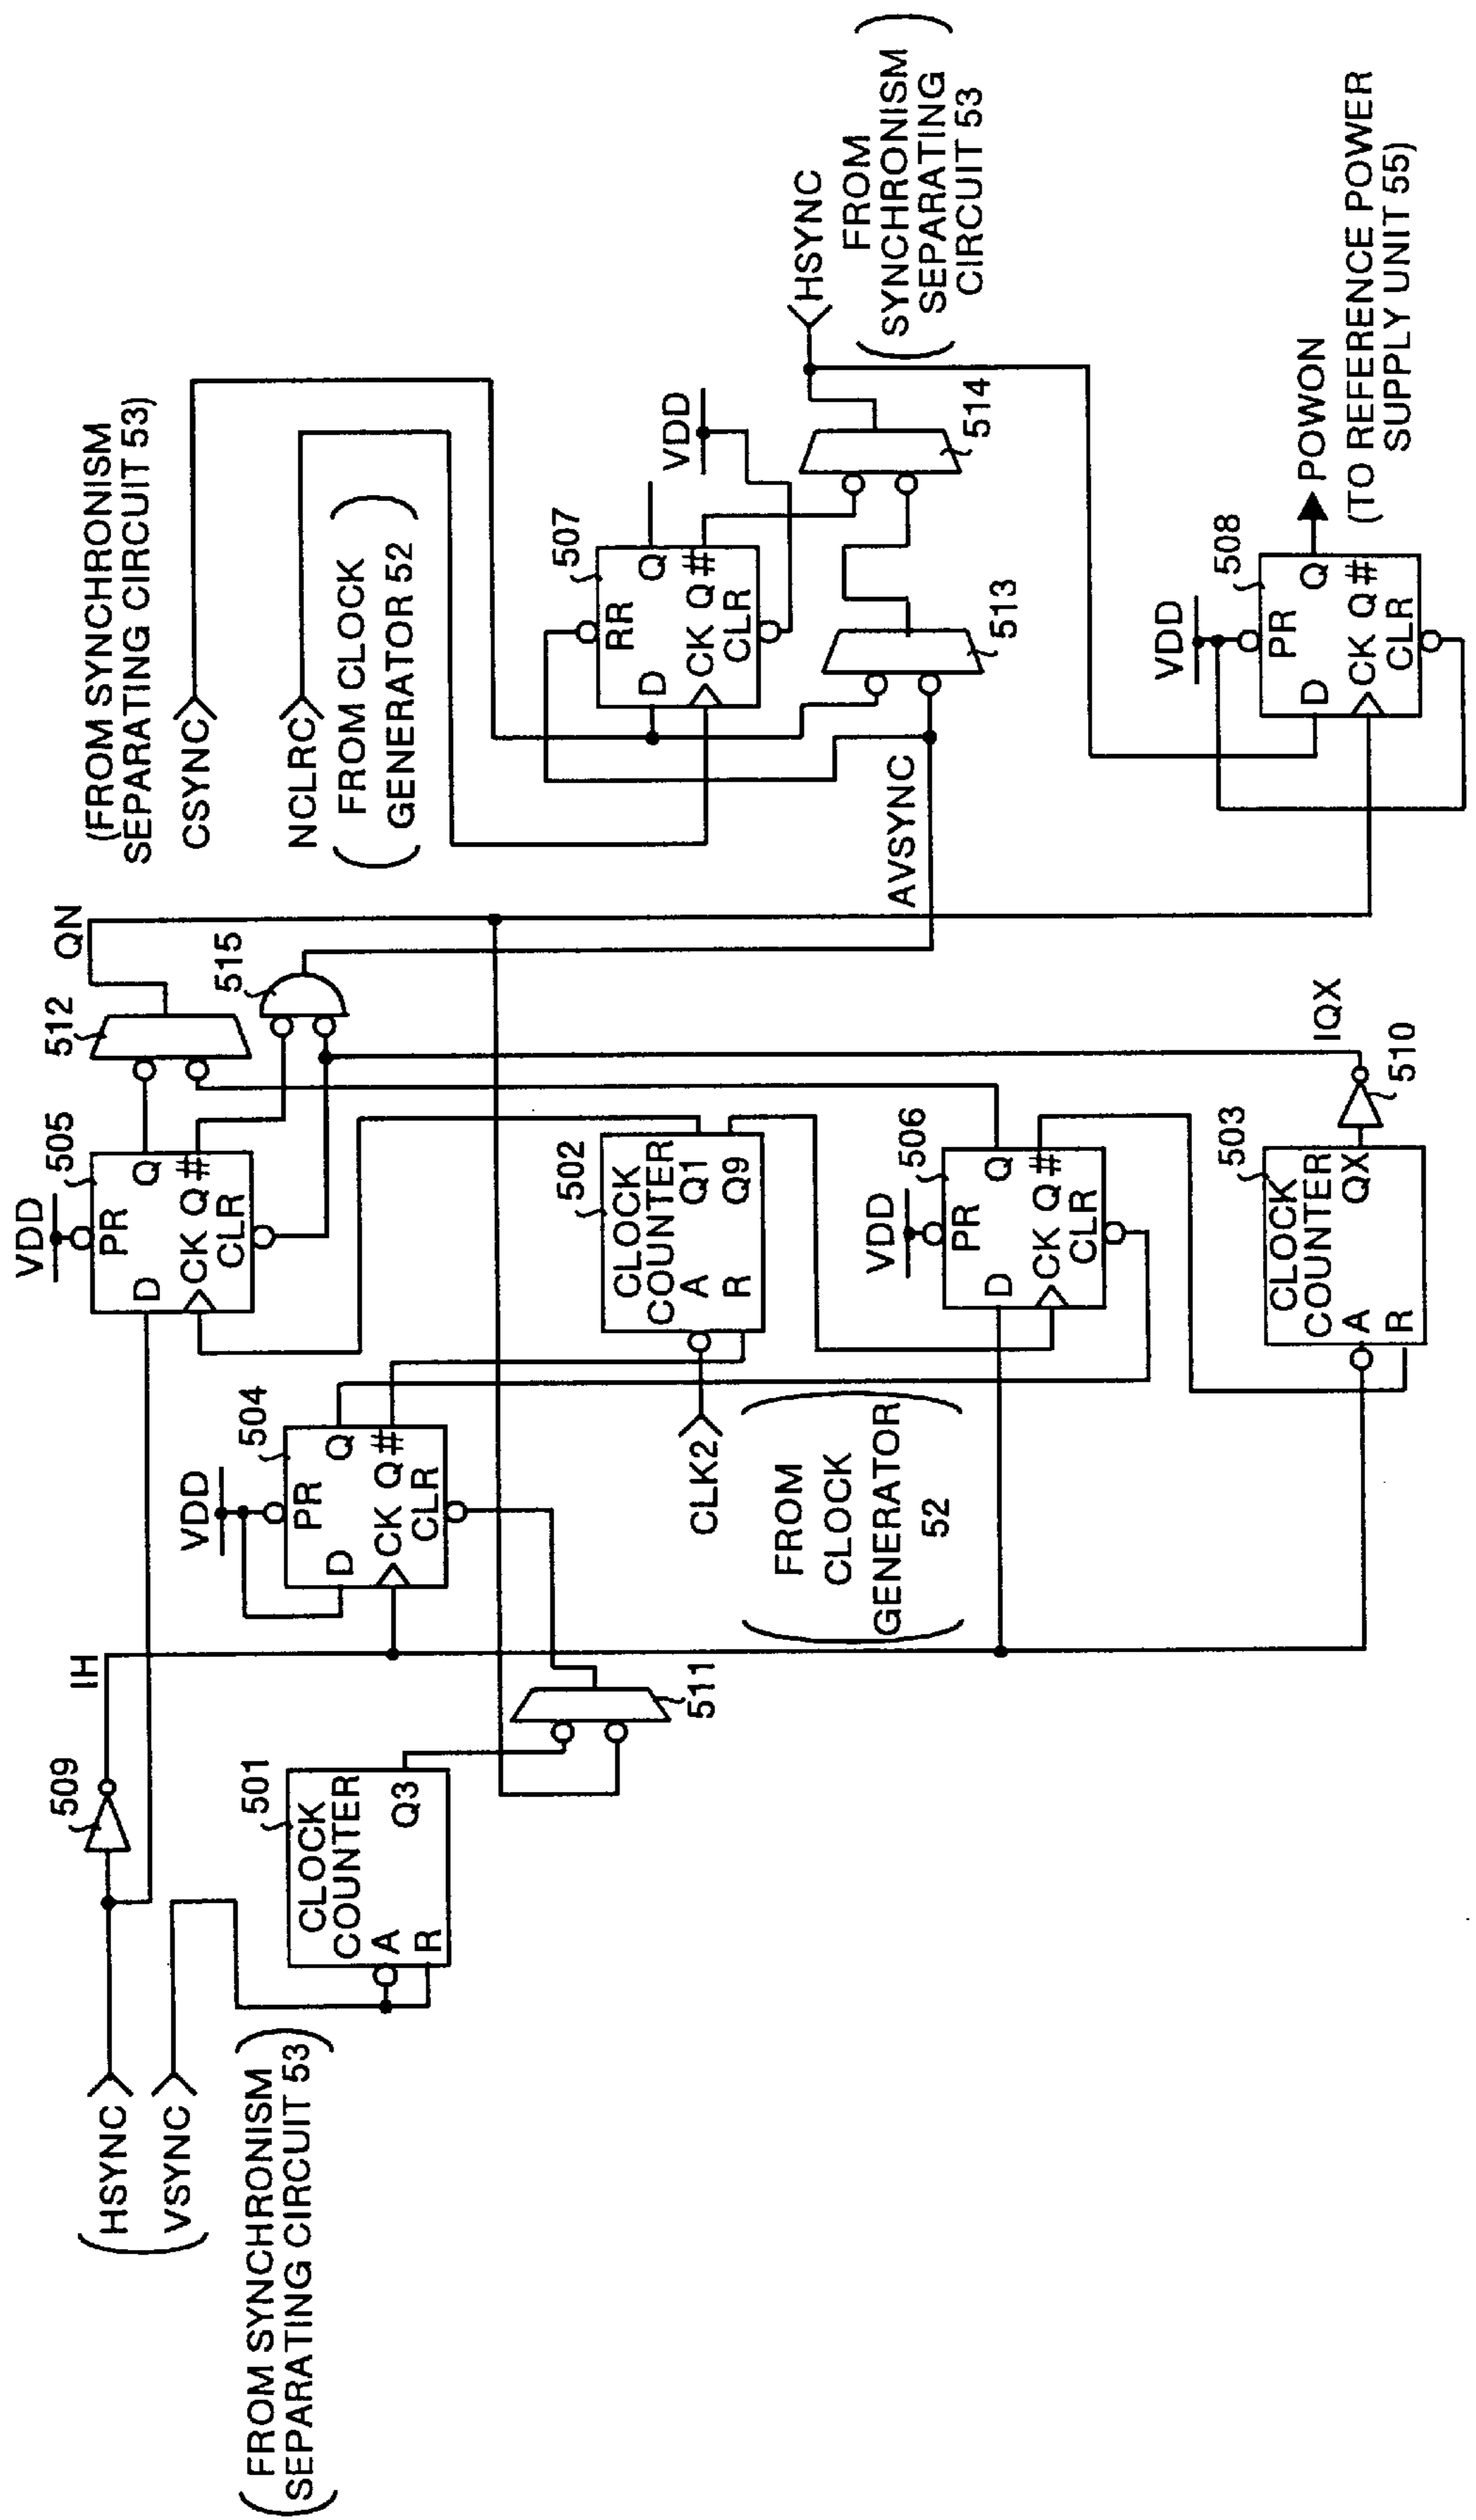 HSYNC
VSYNC
(FROM SYNCHRONISM
SEPARATING CIRCUIT 53)
509
IH
501
CLOCK
COUNTER
A
R
Q3
511
VDD
504
PR
D
Q
CK Q#
CLR
VDD
505
PR
D
Q
CK Q#
CLR
512
QN
515
CLK2
(FROM
CLOCK
GENERATOR
52)
502
CLOCK
COUNTER
A Q1
R Q9
VDD
506
PR
D
Q
CK Q#
CLR
503
CLOCK
COUNTER
A QX
R
510
IQX
(FROM SYNCHRONISM
SEPARATING CIRCUIT 53)
CSYNC
NCLRC
(FROM CLOCK
GENERATOR 52)
AVSYNC
507
RR
D
Q
CK Q#
CLR
VDD
513
514
HSYNC
(FROM
SYNCHRONISM
SEPARATING
CIRCUIT 53)
VDD
508
PR
D
Q
CK Q#
CLR
POWON
(TO REFERENCE POWER
SUPPLY UNIT 55)